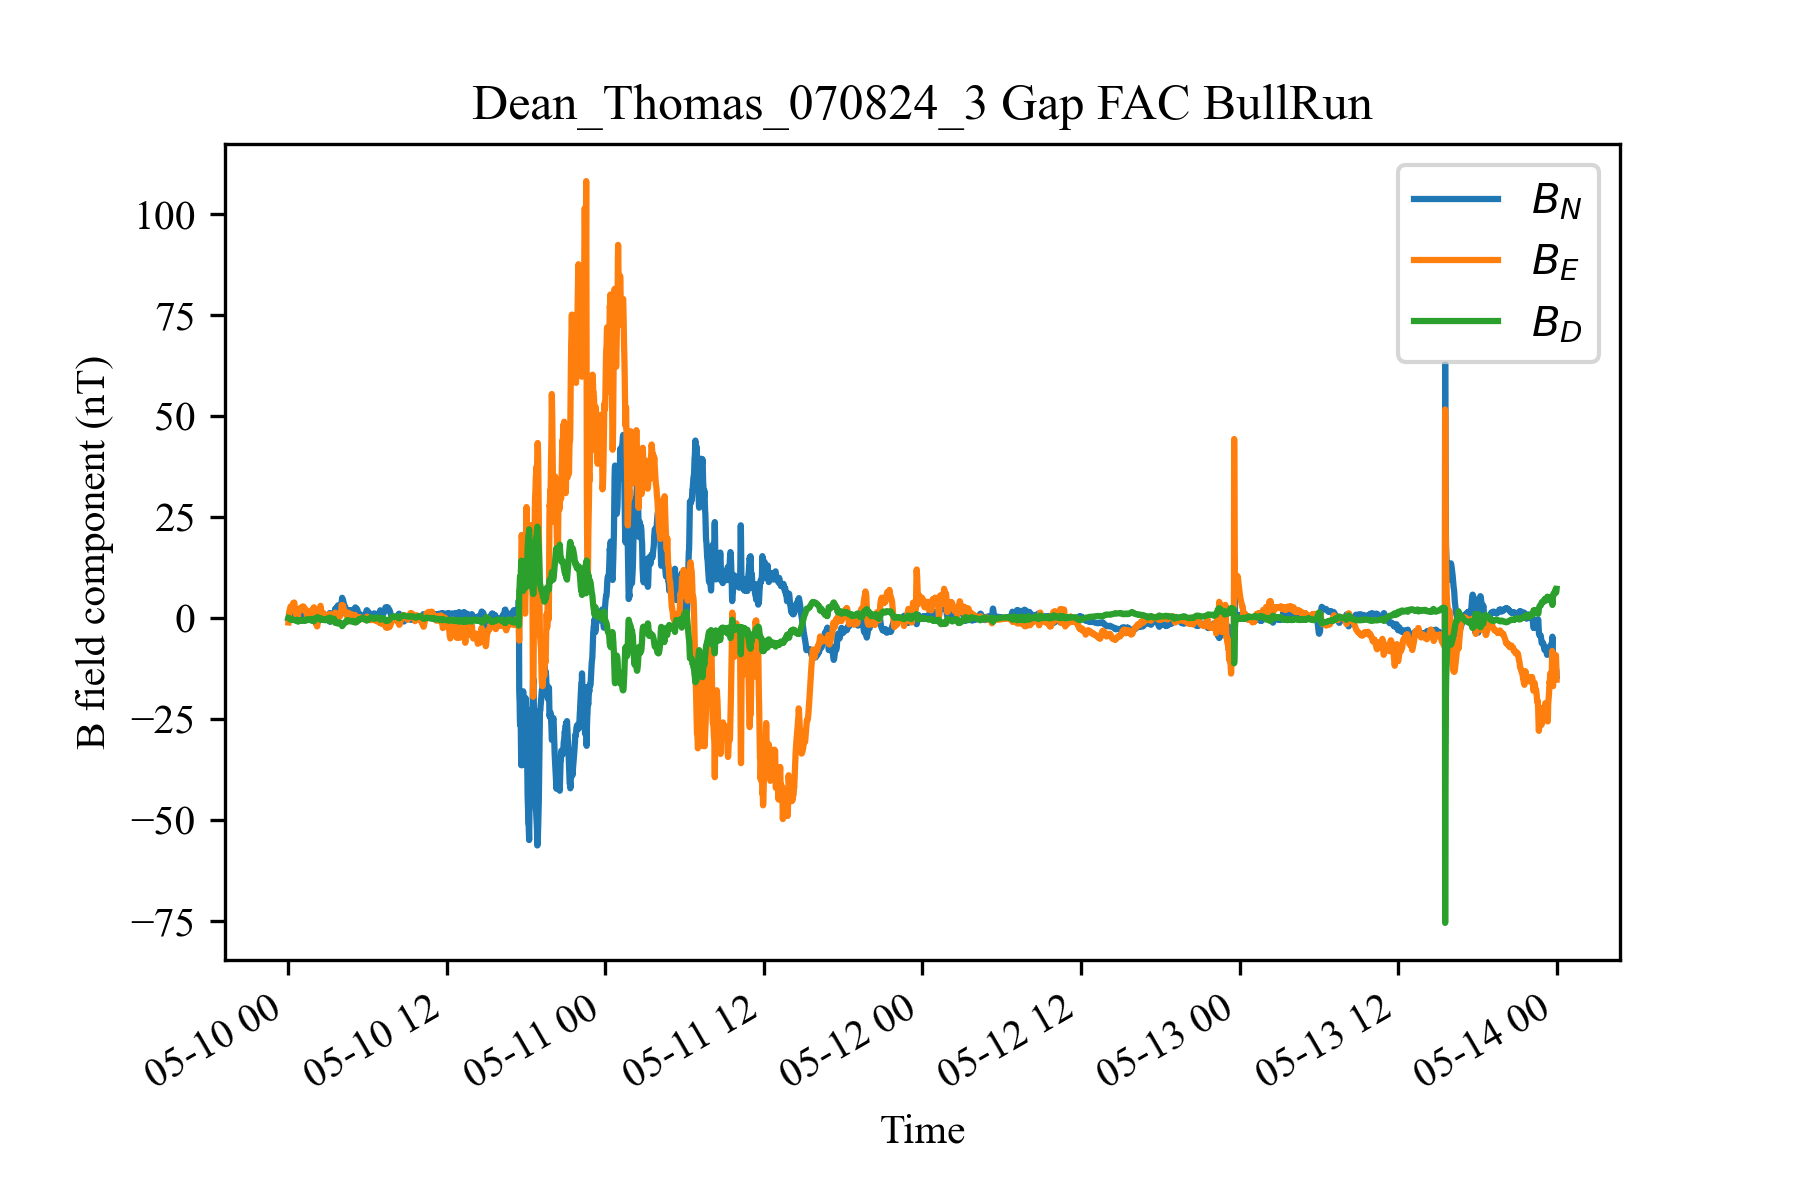 Dean_Thomas_070824_3 Gap FAC BullRun
B_N
B_E
B_D
100
75
50
25
0
−25
−50
−75
B field component (nT)
05-10 00
05-10 12
05-11 00
05-11 12
05-12 00
05-12 12
05-13 00
05-13 12
05-14 00
Time